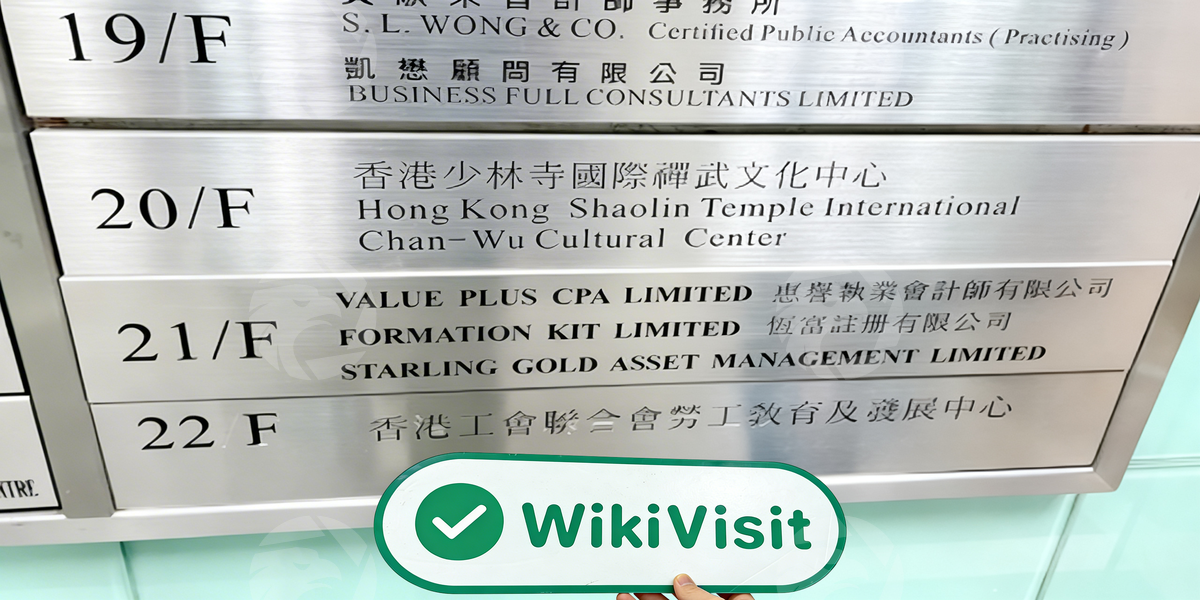 19/F
S. L. WONG & CO. Certified Public Accountants ( Practising )
凱懋顧問有限公司
BUSINESS FULL CONSULTANTS LIMITED
20/F
香港少林寺國際禪武文化中心
Hong Kong Shaolin Temple International
Chan-Wu Cultural Center
21/F
VALUE PLUS CPA LIMITED 惠譽執業會計師有限公司
FORMATION KIT LIMITED 恆富註册有限公司
STARLING GOLD ASSET MANAGEMENT LIMITED
22 F
香港工會聯合會勞工教育及發展中心
WikiVisit